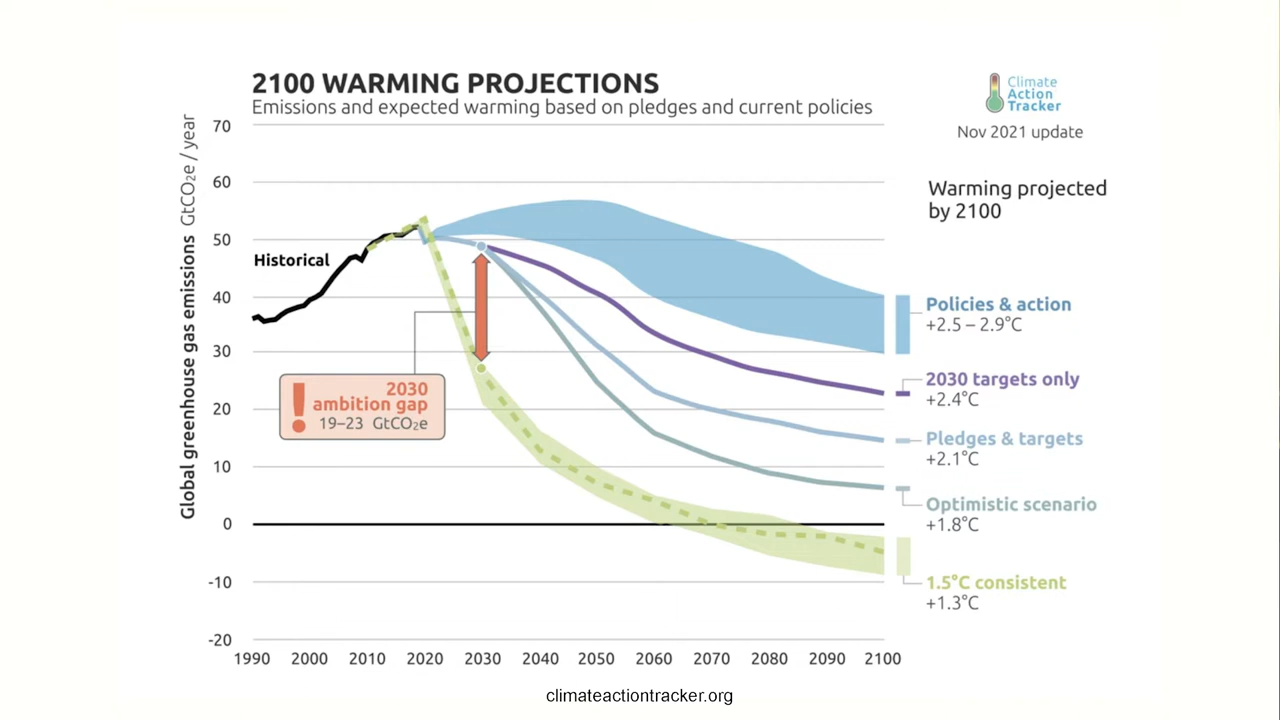 2100 WARMING PROJECTIONS
Emissions and expected warming based on pledges and current policies
Climate
Action
Tracker
Nov 2021 update
Global greenhouse gas emissions GtCO₂e / year
70
60
50
40
30
20
10
0
-10
-20
Historical
2030
ambition gap
19–23 GtCO₂e
!
Warming projected
by 2100
Policies & action
+2.5 – 2.9°C
2030 targets only
+2.4°C
Pledges & targets
+2.1°C
Optimistic scenario
+1.8°C
1.5°C consistent
+1.3°C
1990 2000 2010 2020 2030 2040 2050 2060 2070 2080 2090 2100
climateactiontracker.org